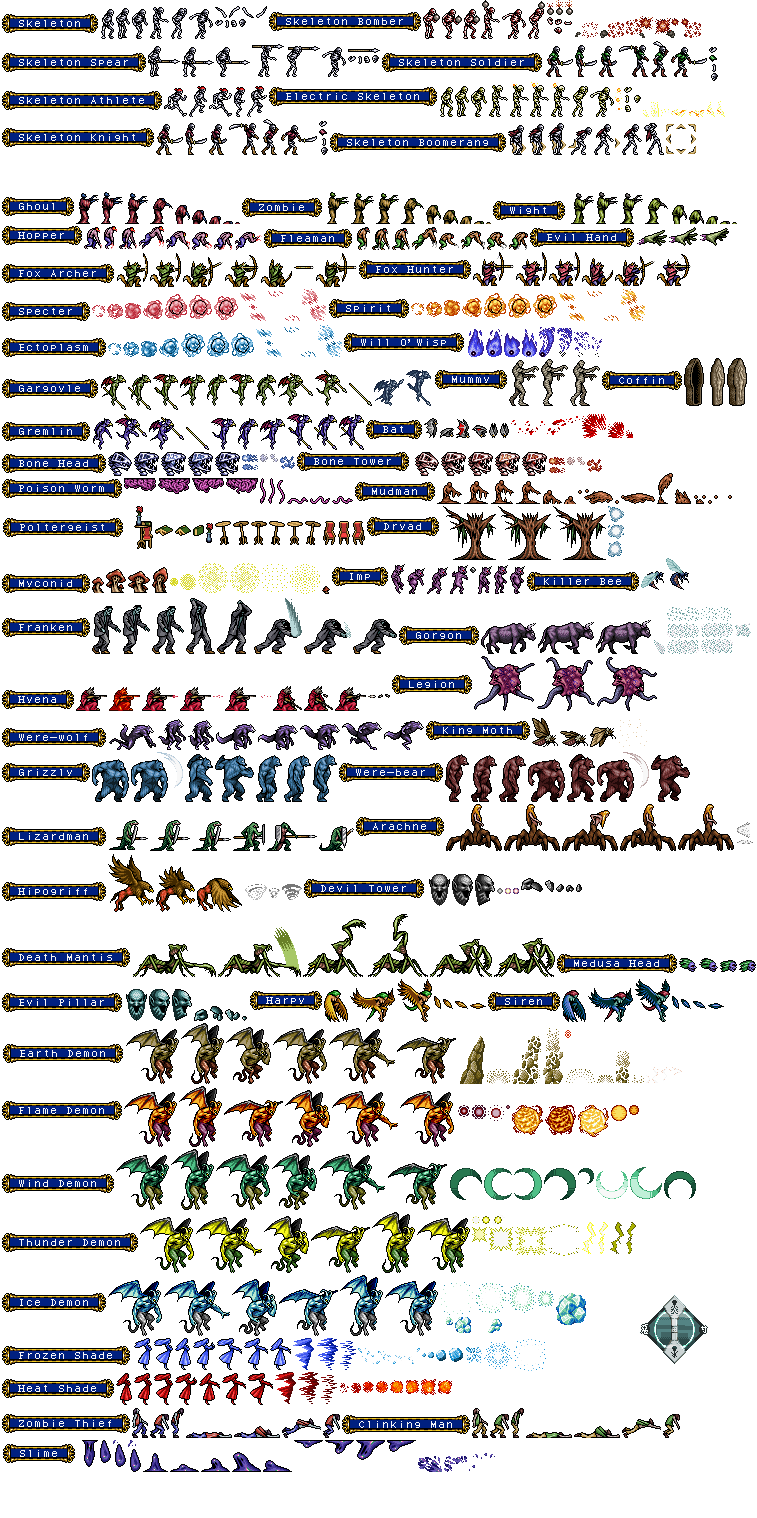 Skeleton
Skeleton Bomber
Skeleton Spear
Skeleton Soldier
Skeleton Athlete
Electric Skeleton
Skeleton Knight
Skeleton Boomerang
Ghoul
Zombie
Wight
Hopper
Fleaman
Evil Hand
Fox Archer
Fox Hunter
Specter
Spirit
Ectoplasm
Will O'Wisp
Gargoyle
Mummy
Coffin
Gremlin
Bat
Bone Head
Bone Tower
Poison Worm
Mudman
Poltergeist
Dryad
Myconid
Imp
Killer Bee
Franken
Gorgon
Hyena
Legion
Were-wolf
King Moth
Grizzly
Were-bear
Lizardman
Arachne
Hipogriff
Devil Tower
Death Mantis
Medusa Head
Evil Pillar
Harpy
Siren
Earth Demon
Flame Demon
Wind Demon
Thunder Demon
Ice Demon
Frozen Shade
Heat Shade
Zombie Thief
Clinking Man
Slime